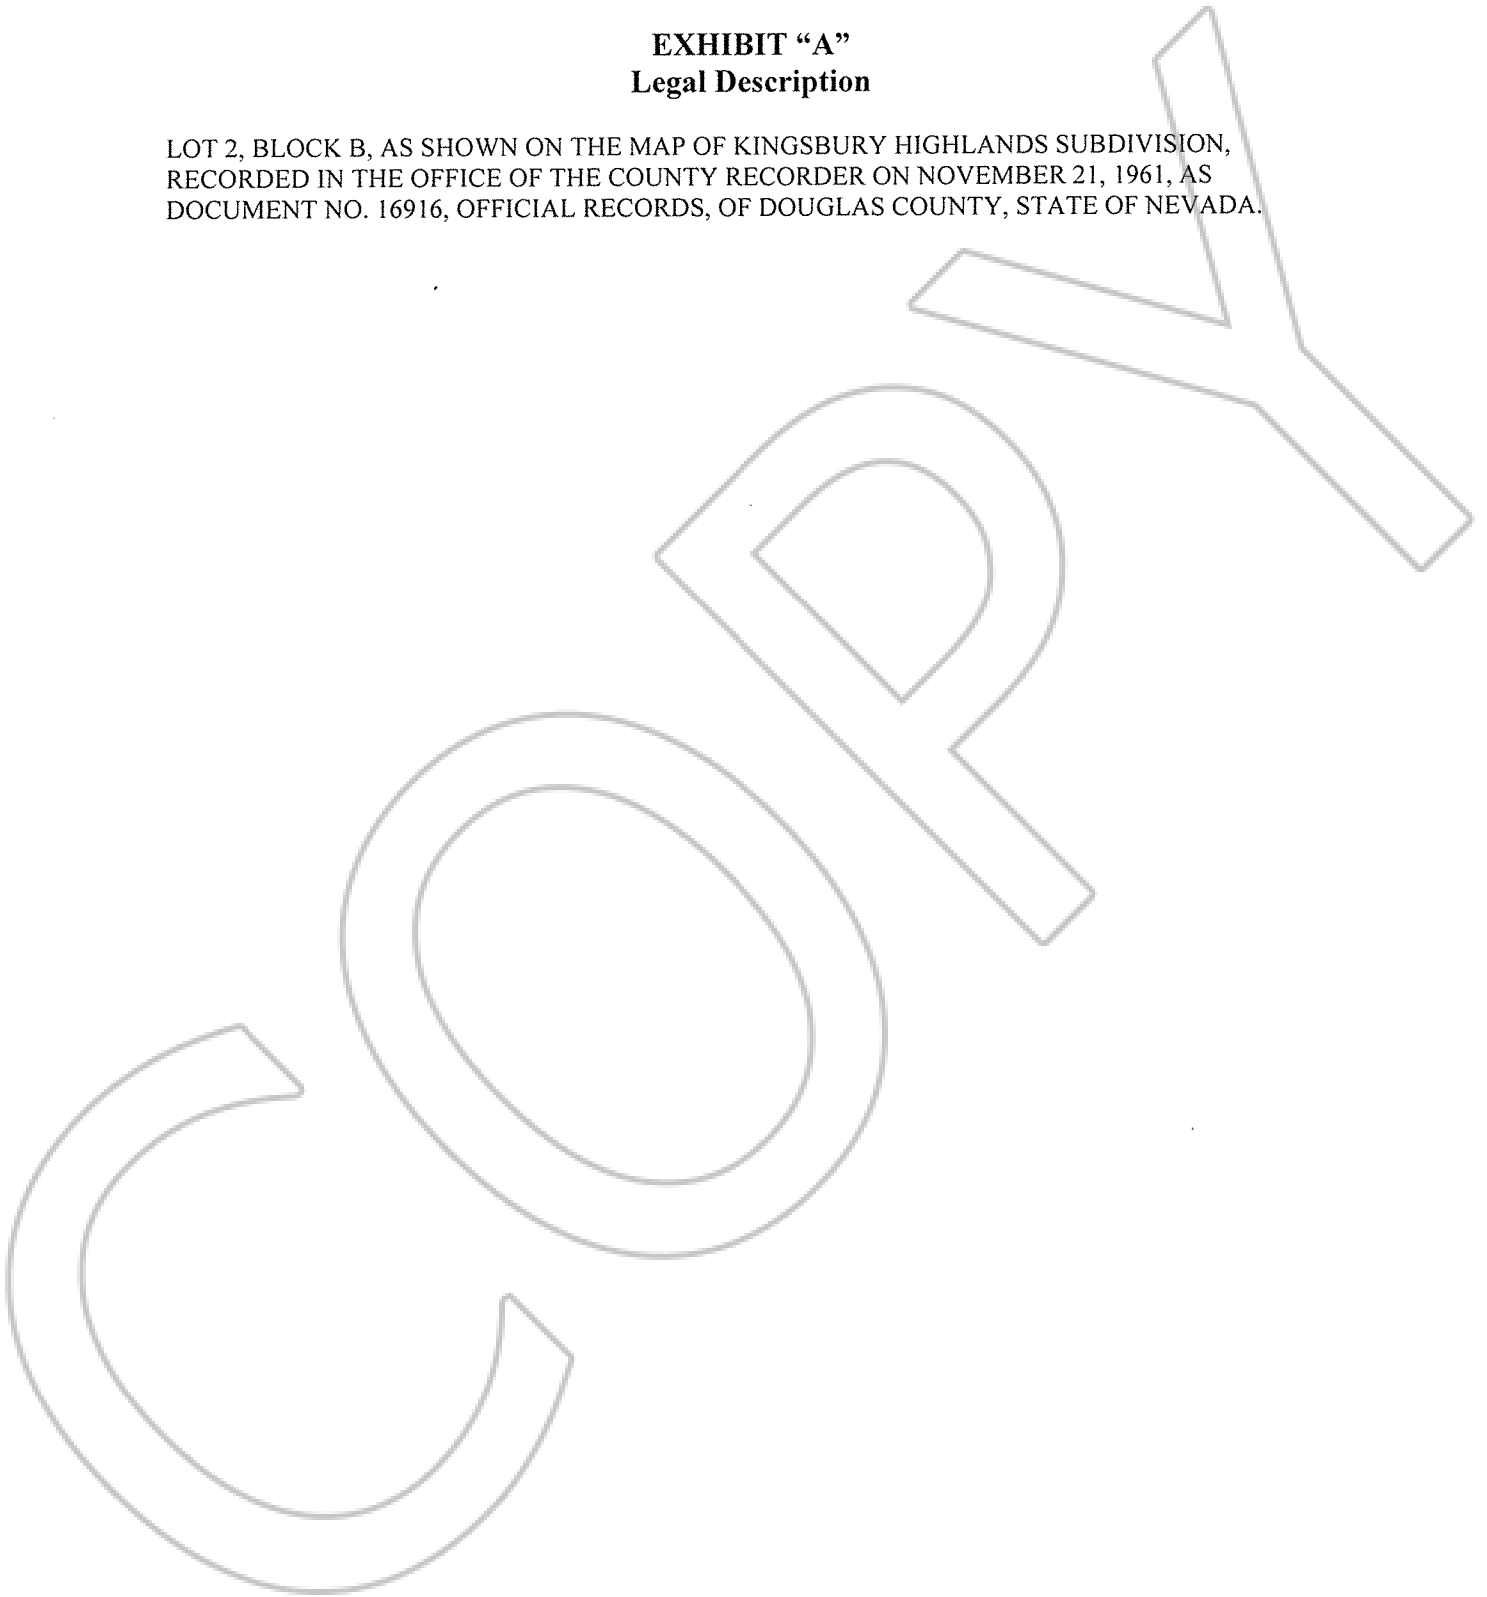 EXHIBIT “A”
Legal Description
LOT 2, BLOCK B, AS SHOWN ON THE MAP OF KINGSBURY HIGHLANDS SUBDIVISION,
RECORDED IN THE OFFICE OF THE COUNTY RECORDER ON NOVEMBER 21, 1961, AS
DOCUMENT NO. 16916, OFFICIAL RECORDS, OF DOUGLAS COUNTY, STATE OF NEVADA.
COPY